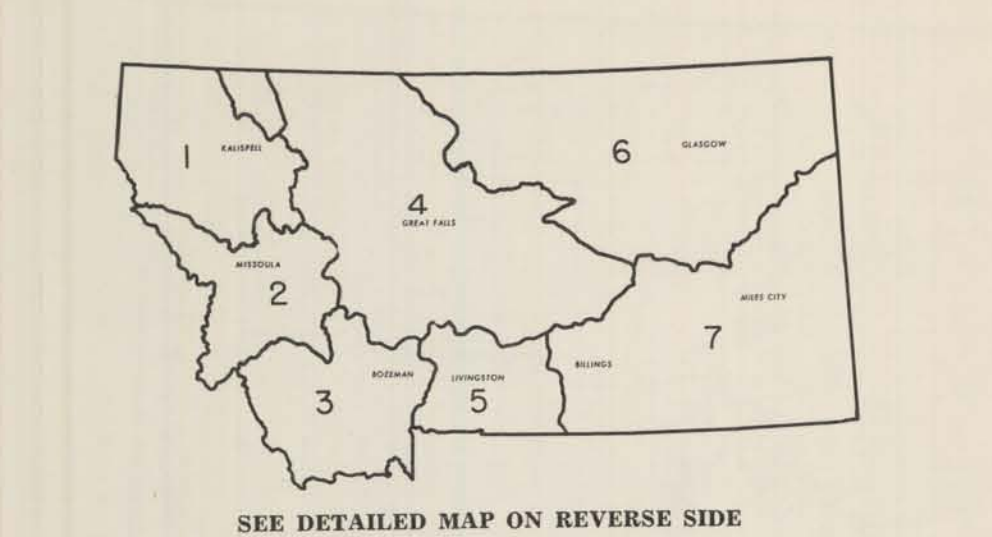 1
KALISPELL
6
GLASGOW
4
GREAT FALLS
MISSOULA
2
MILES CITY
7
BILLINGS
BOZEMAN
3
LIVINGSTON
5
SEE DETAILED MAP ON REVERSE SIDE